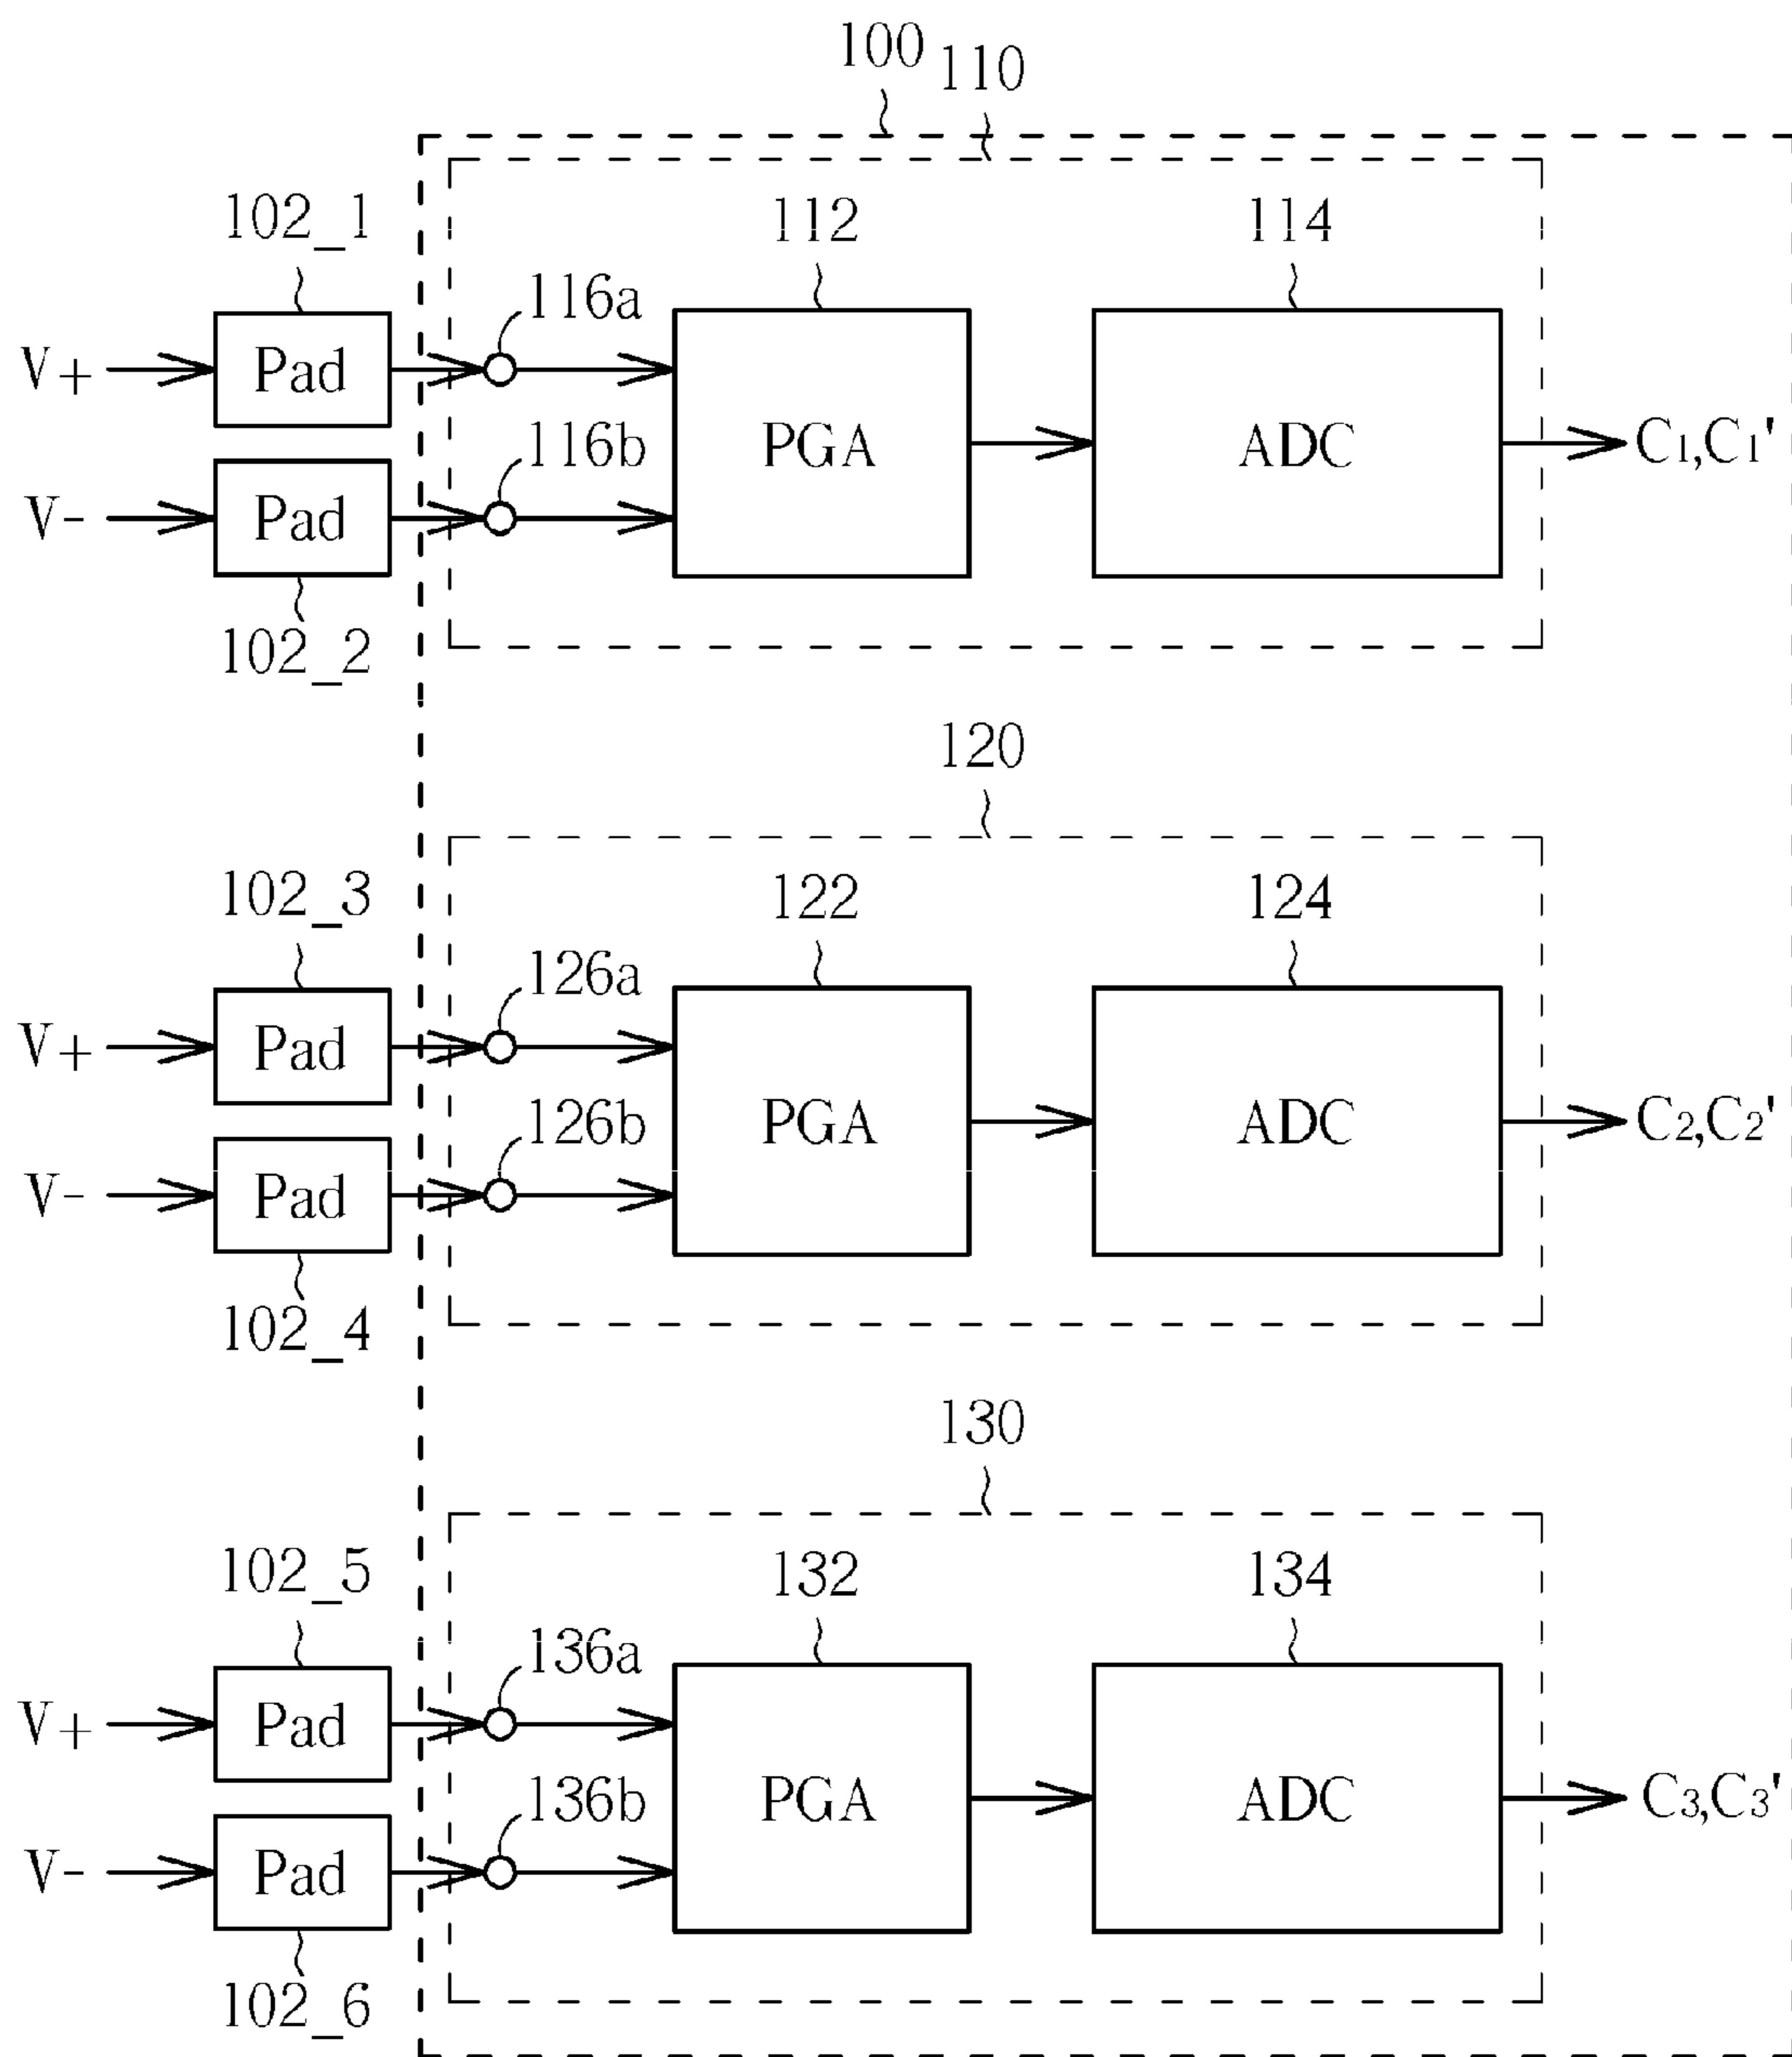 100
110
102_1
112
114
116a
V+
Pad
116b
PGA
ADC
C1,C1'
V-
Pad
102_2
120
102_3
122
124
126a
V+
Pad
126b
PGA
ADC
C2,C2'
V-
Pad
102_4
130
102_5
132
134
136a
V+
Pad
136b
PGA
ADC
C3,C3'
V-
Pad
102_6